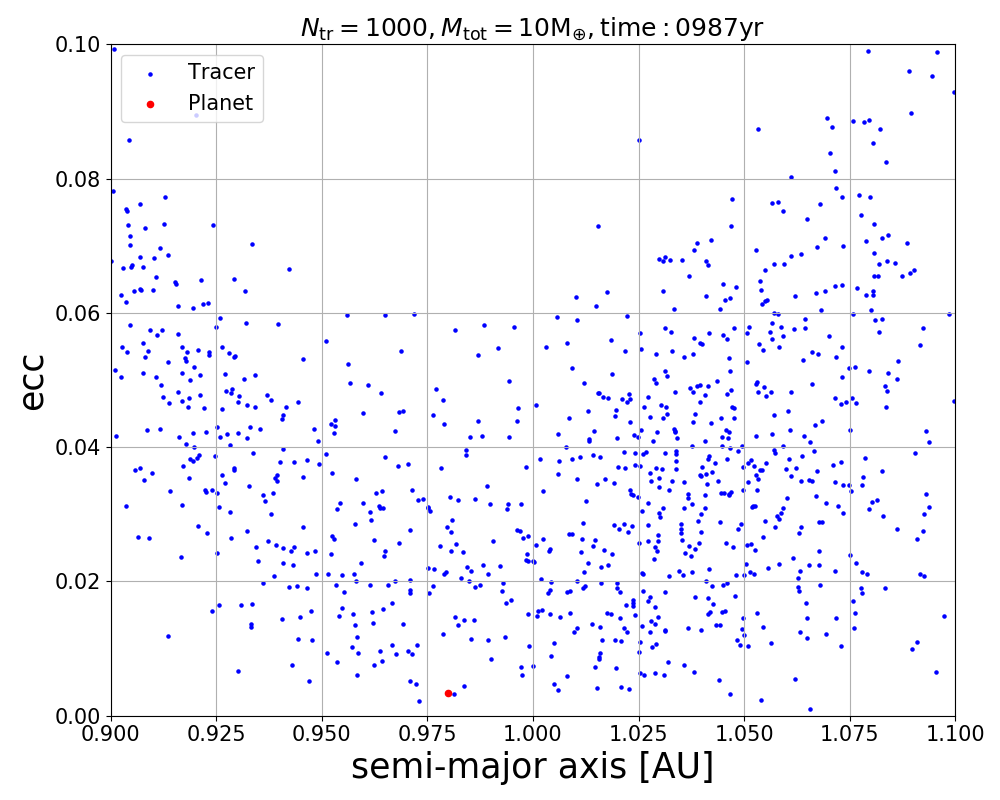 N_tr = 1000, M_tot = 10M_⊕, time : 0987yr
0.10
Tracer
Planet
0.08
0.06
ecc
0.04
0.02
0.00
0.900 0.925 0.950 0.975 1.000 1.025 1.050 1.075 1.100
semi-major axis [AU]